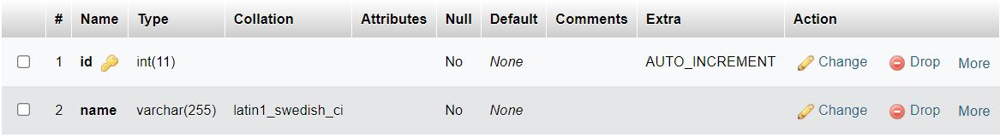 # Name Type Collation Attributes Null Default Comments Extra Action
1 id int(11) No None AUTO_INCREMENT Change Drop More
2 name varchar(255) latin1_swedish_ci No None Change Drop More